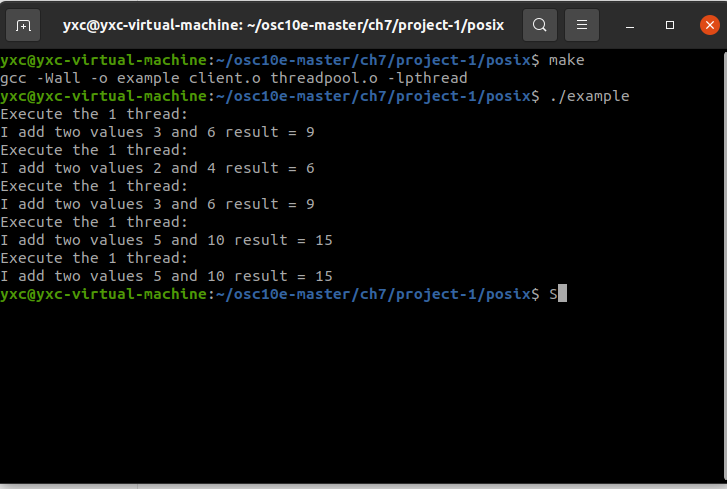 yxc@yxc-virtual-machine: ~/osc10e-master/ch7/project-1/posix
yxc@yxc-virtual-machine:~/osc10e-master/ch7/project-1/posix$ make
gcc -Wall -o example client.o threadpool.o -lpthread
yxc@yxc-virtual-machine:~/osc10e-master/ch7/project-1/posix$ ./example
Execute the 1 thread:
I add two values 3 and 6 result = 9
Execute the 1 thread:
I add two values 2 and 4 result = 6
Execute the 1 thread:
I add two values 3 and 6 result = 9
Execute the 1 thread:
I add two values 5 and 10 result = 15
Execute the 1 thread:
I add two values 5 and 10 result = 15
yxc@yxc-virtual-machine:~/osc10e-master/ch7/project-1/posix$ S